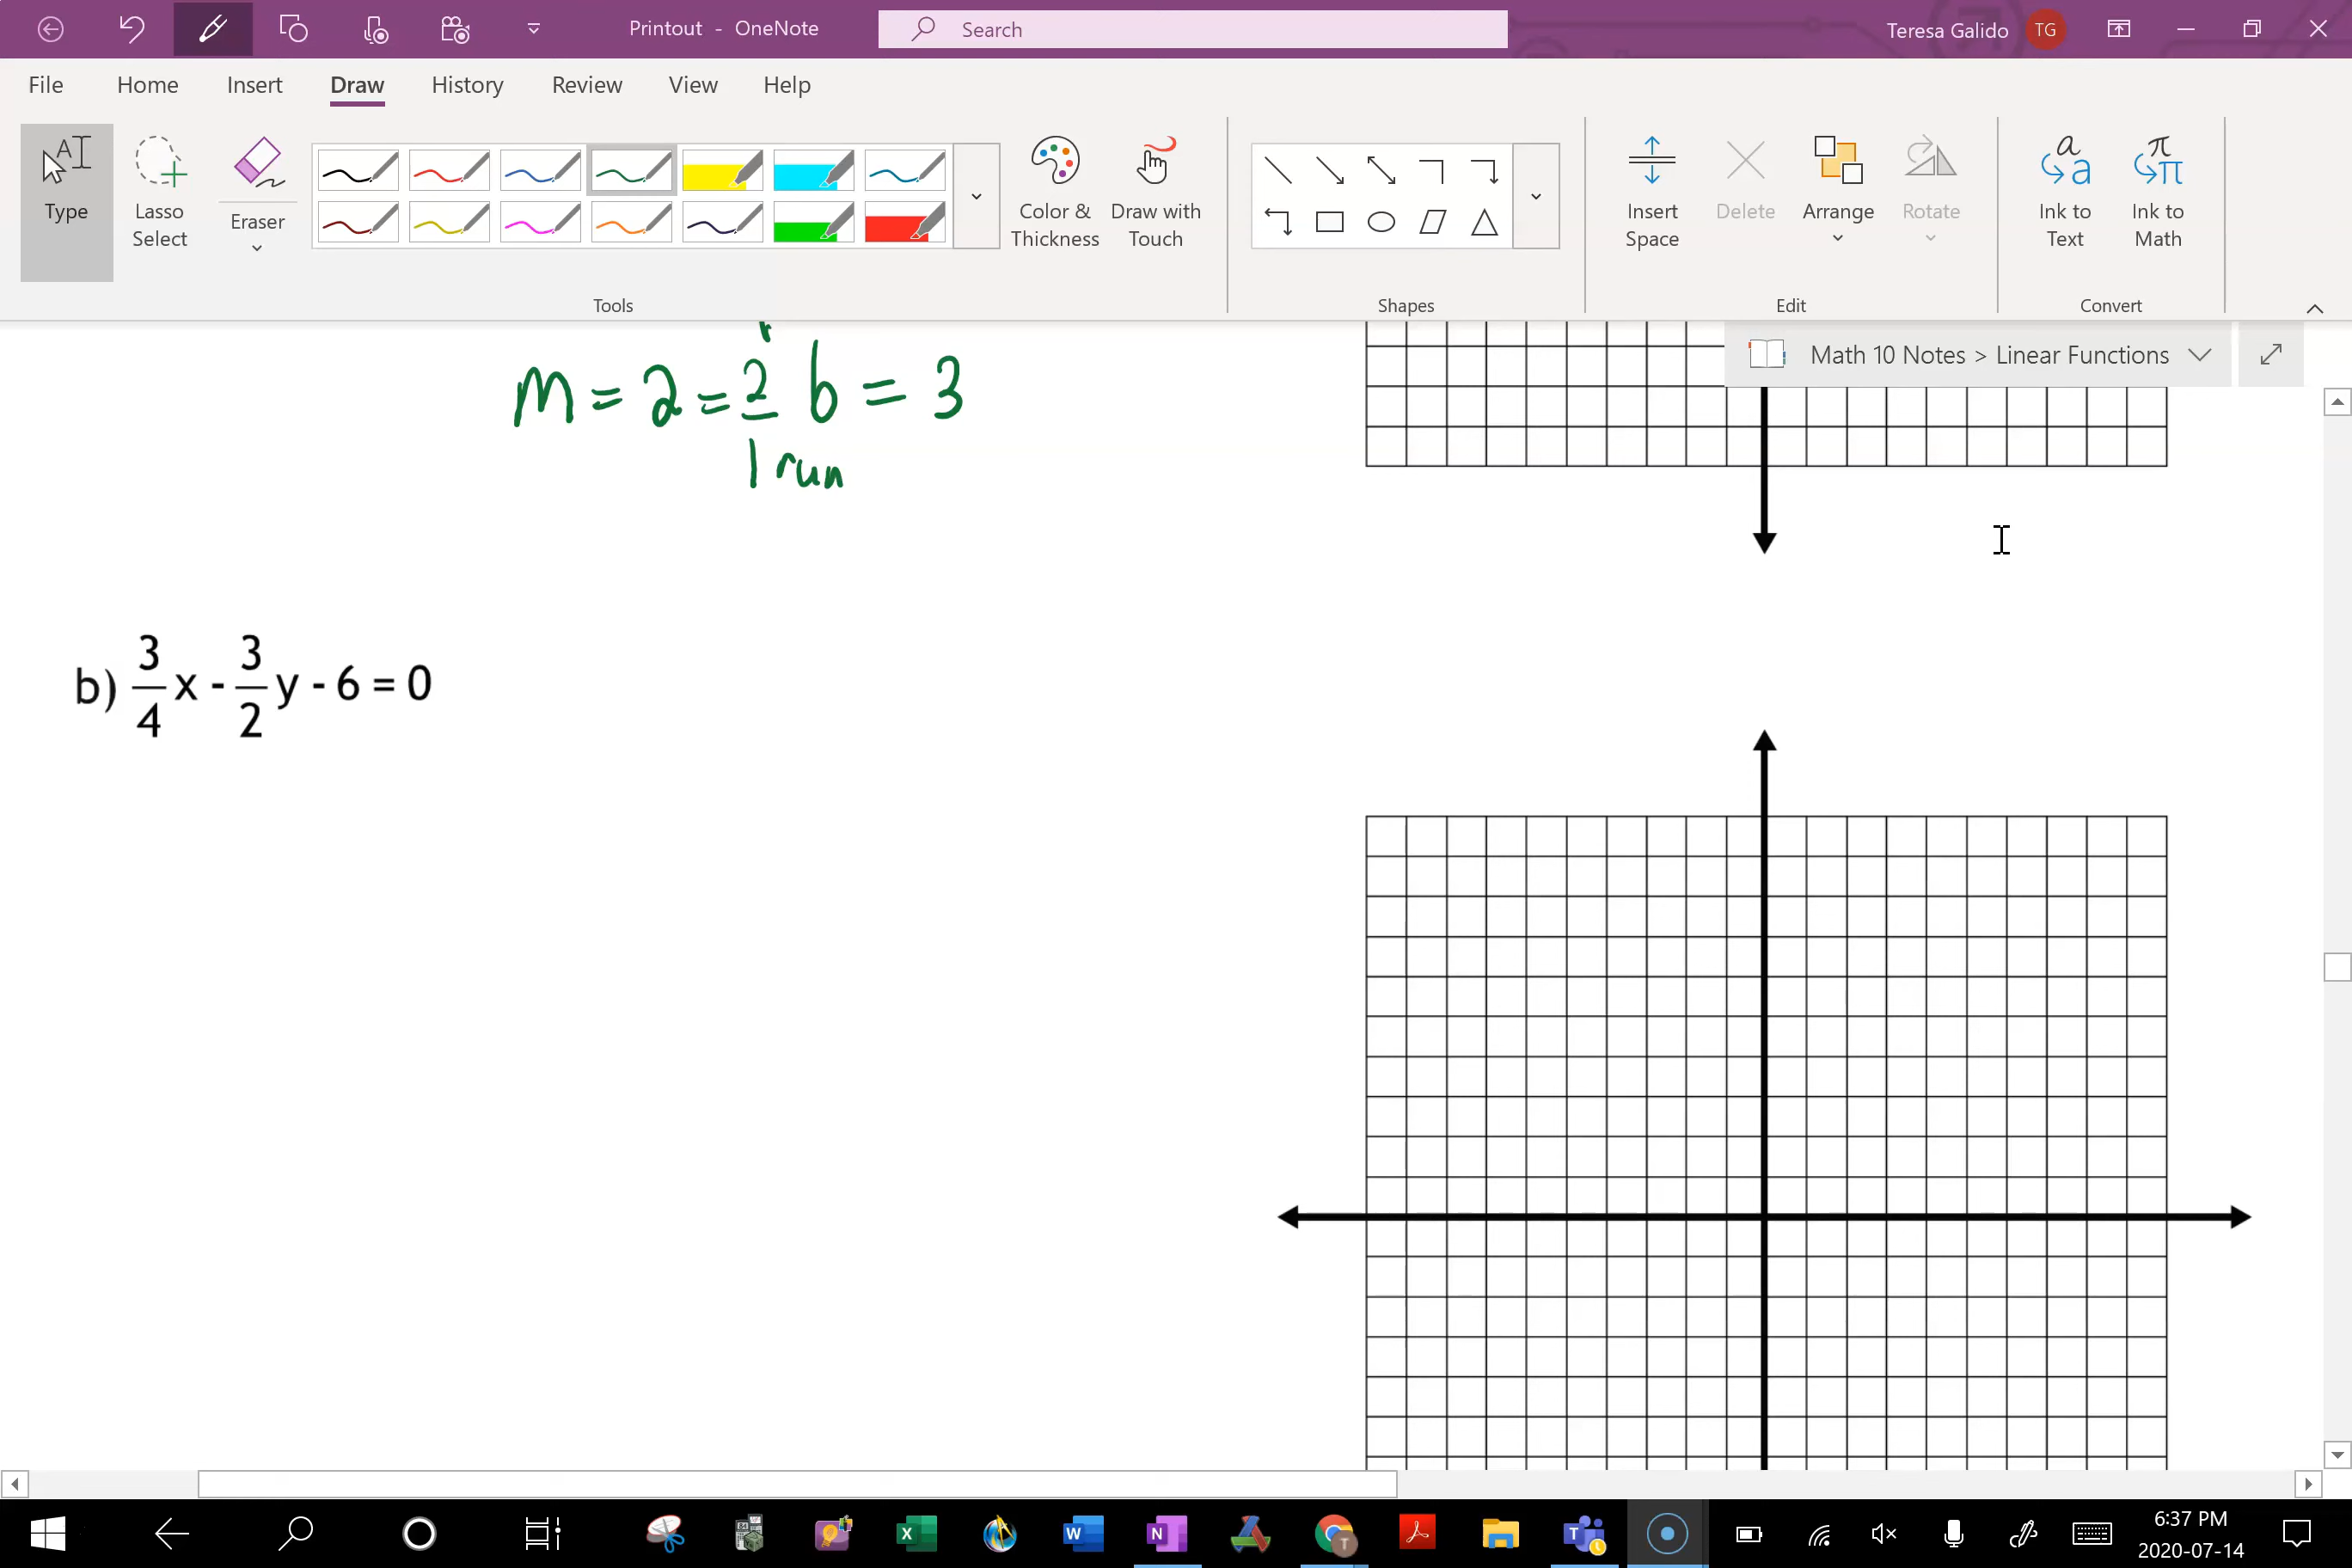 Printout - OneNote
Search
Teresa Galido
TG
File
Home
Insert
Draw
History
Review
View
Help
Type
Lasso
Select
Eraser
Color &
Thickness
Draw with
Touch
Insert
Space
Delete
Arrange
Rotate
Ink to
Text
Ink to
Math
Tools
Shapes
Edit
Convert
Math 10 Notes > Linear Functions
m = 2 = 2/1 run b = 3
b) 3/4 x - 3/2 y - 6 = 0
6:37 PM
2020-07-14